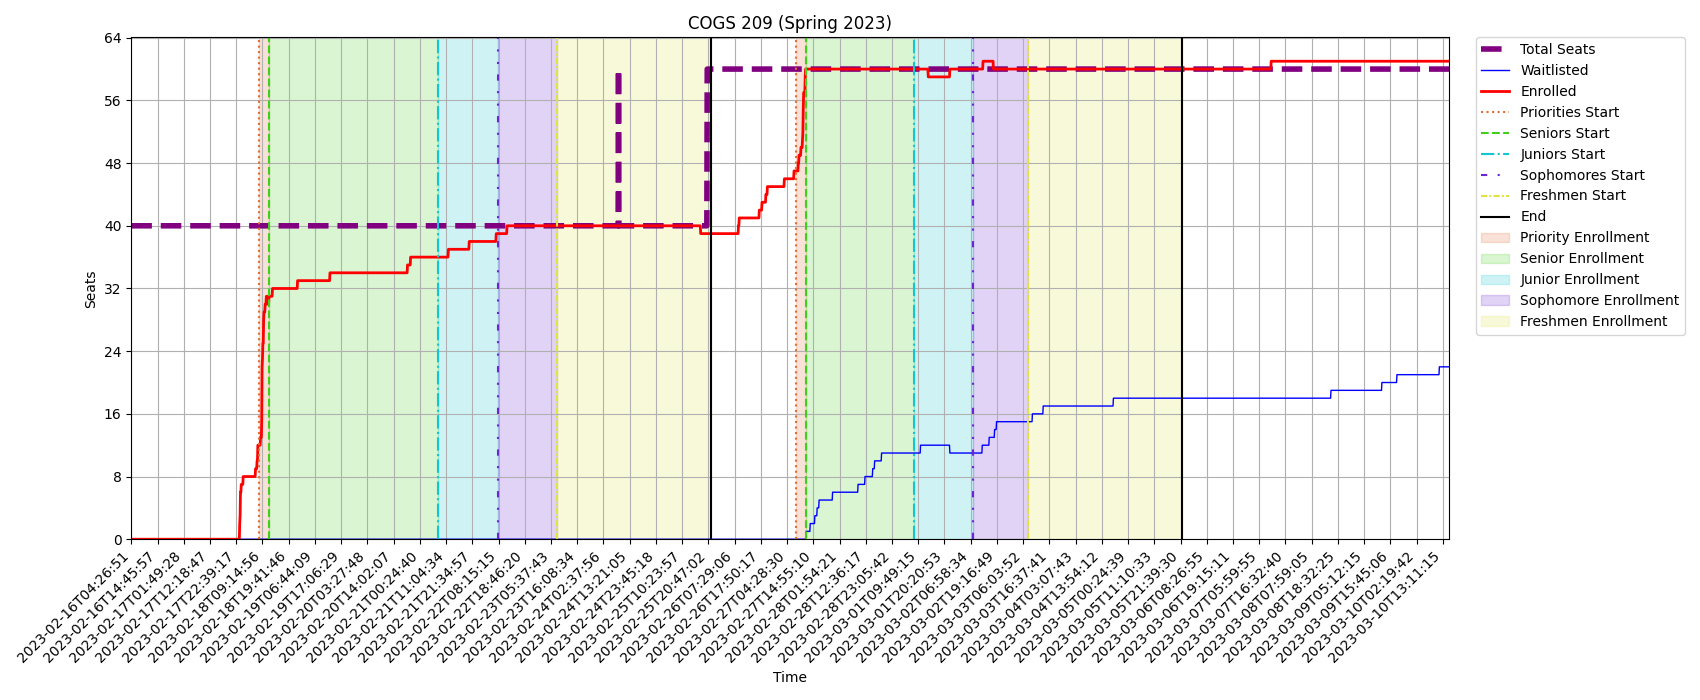 COGS 209 (Spring 2023)
64
56
48
40
32
24
16
8
0
Seats
2023-02-16T04:26:51
2023-02-16T14:45:57
2023-02-17T01:49:28
2023-02-17T12:18:47
2023-02-17T22:39:17
2023-02-18T09:14:56
2023-02-18T19:41:46
2023-02-19T06:44:09
2023-02-19T17:06:29
2023-02-20T03:27:48
2023-02-20T14:02:07
2023-02-21T00:24:40
2023-02-21T11:04:34
2023-02-21T21:34:57
2023-02-22T08:15:15
2023-02-22T18:46:20
2023-02-23T05:37:43
2023-02-23T16:08:34
2023-02-24T02:37:56
2023-02-24T13:21:05
2023-02-24T23:45:18
2023-02-25T10:23:57
2023-02-25T20:47:02
2023-02-26T07:29:06
2023-02-26T17:50:17
2023-02-27T04:28:30
2023-02-27T14:55:10
2023-02-28T01:54:21
2023-02-28T12:36:17
2023-02-28T23:05:42
2023-03-01T09:49:15
2023-03-01T20:20:53
2023-03-02T06:58:34
2023-03-02T19:16:49
2023-03-03T06:03:52
2023-03-03T16:37:41
2023-03-04T03:07:43
2023-03-04T13:54:12
2023-03-05T00:24:39
2023-03-05T11:10:33
2023-03-05T21:39:30
2023-03-06T08:26:55
2023-03-06T19:15:11
2023-03-07T05:59:55
2023-03-07T16:32:40
2023-03-08T07:59:05
2023-03-08T18:32:25
2023-03-09T05:12:15
2023-03-09T15:45:06
2023-03-10T02:19:42
2023-03-10T13:11:15
Time
Total Seats
Waitlisted
Enrolled
Priorities Start
Seniors Start
Juniors Start
Sophomores Start
Freshmen Start
End
Priority Enrollment
Senior Enrollment
Junior Enrollment
Sophomore Enrollment
Freshmen Enrollment